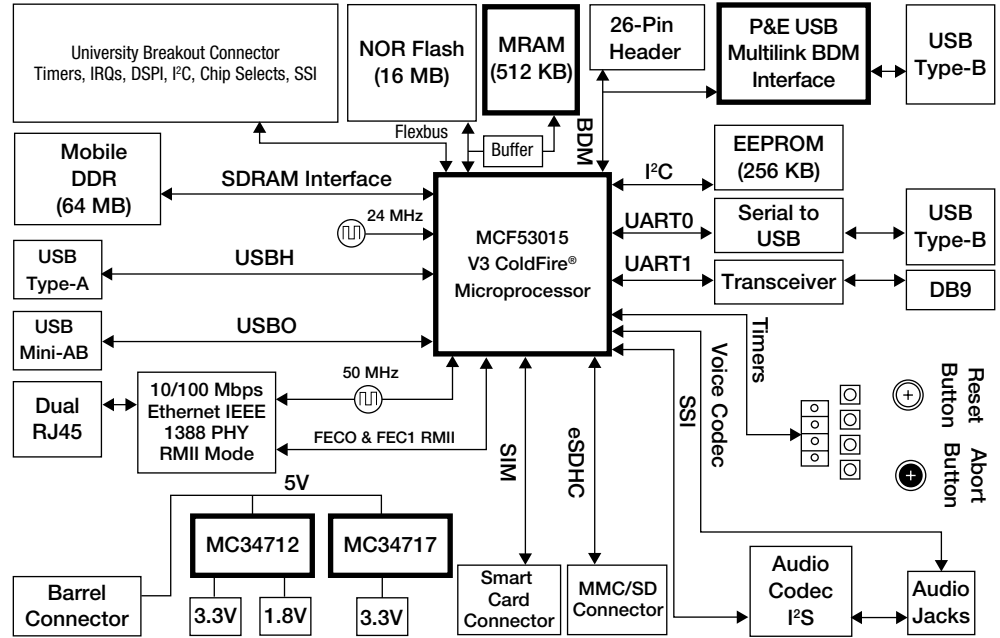 University Breakout Connector
Timers, IRQs, DSPI, I²C, Chip Selects, SSI
NOR Flash
(16 MB)
MRAM
(512 KB)
26-Pin
Header
P&E USB
Multilink BDM
Interface
USB
Type-B
Flexbus
Buffer
BDM
Mobile
DDR
(64 MB)
SDRAM Interface
I²C
EEPROM
(256 KB)
24 MHz
MCF53015
V3 ColdFire®
Microprocessor
UART0
Serial to
USB
USB
Type-B
USB
Type-A
USBH
UART1
Transceiver
DB9
USB
Mini-AB
USBO
Timers
Voice Codec
SSI
Reset
Button
Abort
Button
Dual
RJ45
10/100 Mbps
Ethernet IEEE
1388 PHY
RMII Mode
50 MHz
FECO & FEC1 RMII
SIM
eSDHC
5V
MC34712
MC34717
Barrel
Connector
3.3V
1.8V
3.3V
Smart
Card
Connector
MMC/SD
Connector
Audio
Codec
I²S
Audio
Jacks